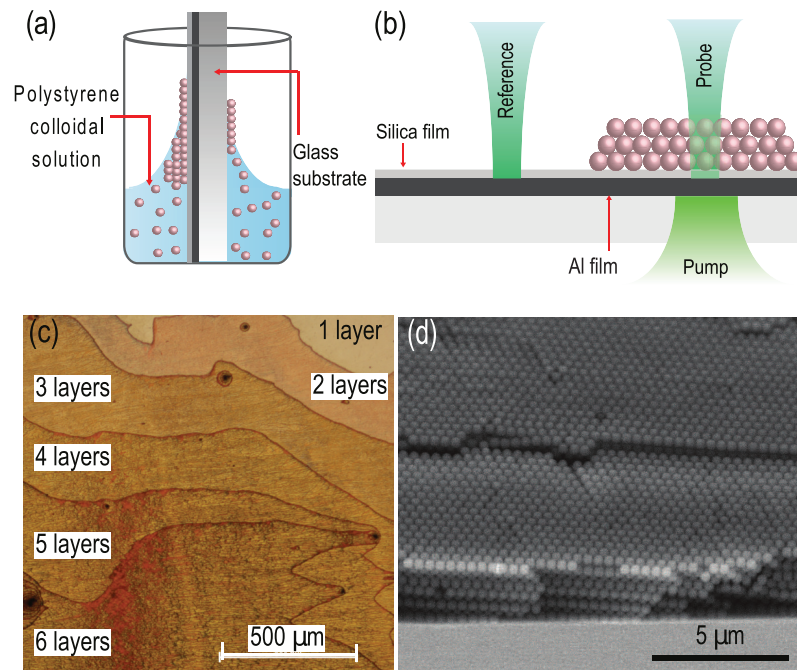 (a)
Polystyrene
colloidal
solution
Glass
substrate
(b)
Reference
Probe
Silica film
Al film
Pump
(c)
1 layer
2 layers
3 layers
4 layers
5 layers
6 layers
500 µm
(d)
5 µm